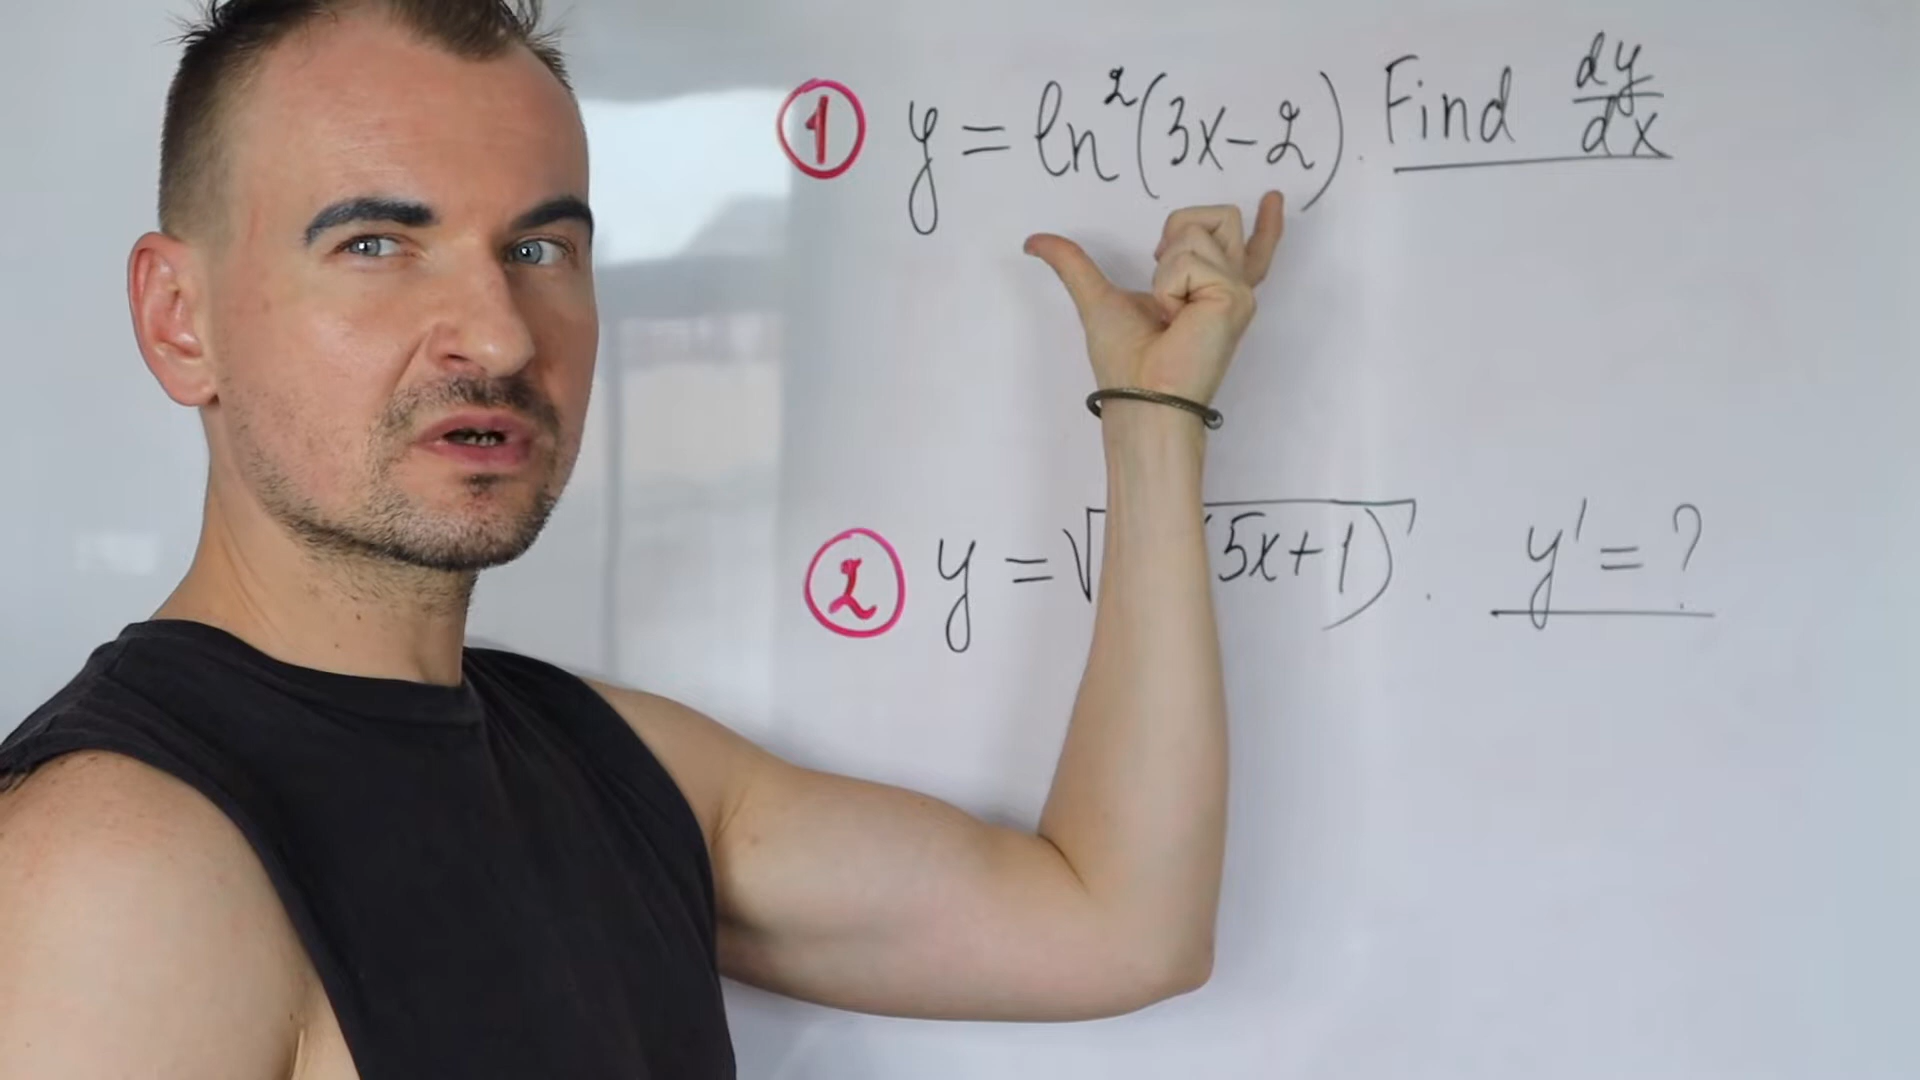 ① y = ln²(3x-2). Find dy/dx
② y = √ (5x+1). y' = ?